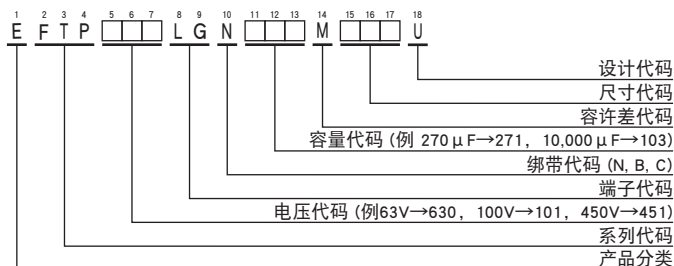 1 2 3 4 5 6 7 8 9 10 11 12 13 14 15 16 17 18
E F T P L G N M U
设计代码
尺寸代码
容许差代码
容量代码 (例 270μF→271，10,000μF→103)
绑带代码 (N, B, C)
端子代码
电压代码 (例63V→630，100V→101，450V→451)
系列代码
产品分类